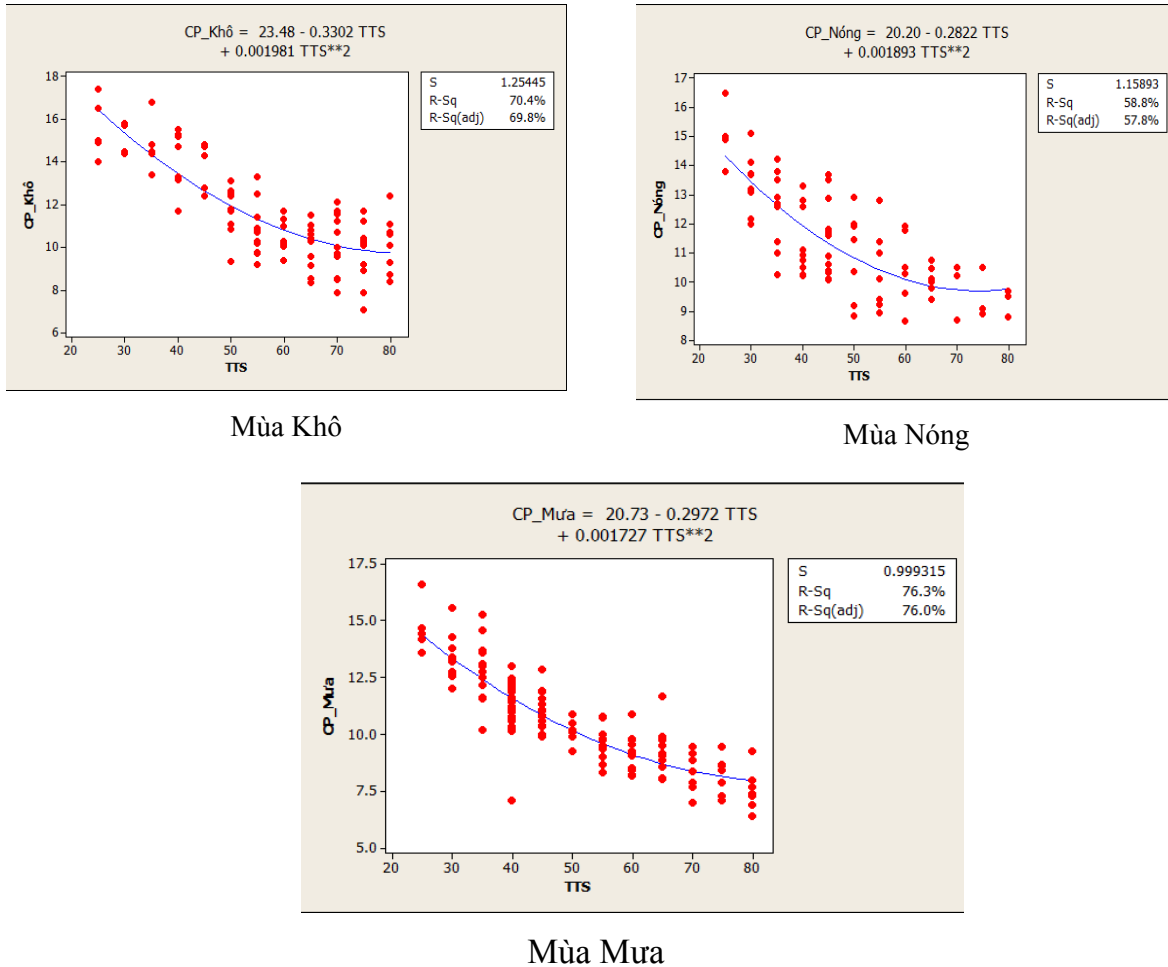 CP_Khô = 23.48 - 0.3302 TTS
+ 0.001981 TTS**2
S 1.25445
R-Sq 70.4%
R-Sq(adj) 69.8%
18
16
14
12
10
8
6
CP_Khô
20 30 40 50 60 70 80
TTS
Mùa Khô
CP_Nóng = 20.20 - 0.2822 TTS
+ 0.001893 TTS**2
S 1.15893
R-Sq 58.8%
R-Sq(adj) 57.8%
17
16
15
14
13
12
11
10
9
8
CP_Nóng
20 30 40 50 60 70 80
TTS
Mùa Nóng
CP_Mưa = 20.73 - 0.2972 TTS
+ 0.001727 TTS**2
S 0.999315
R-Sq 76.3%
R-Sq(adj) 76.0%
17.5
15.0
12.5
10.0
7.5
5.0
CP_Mưa
20 30 40 50 60 70 80
TTS
Mùa Mưa